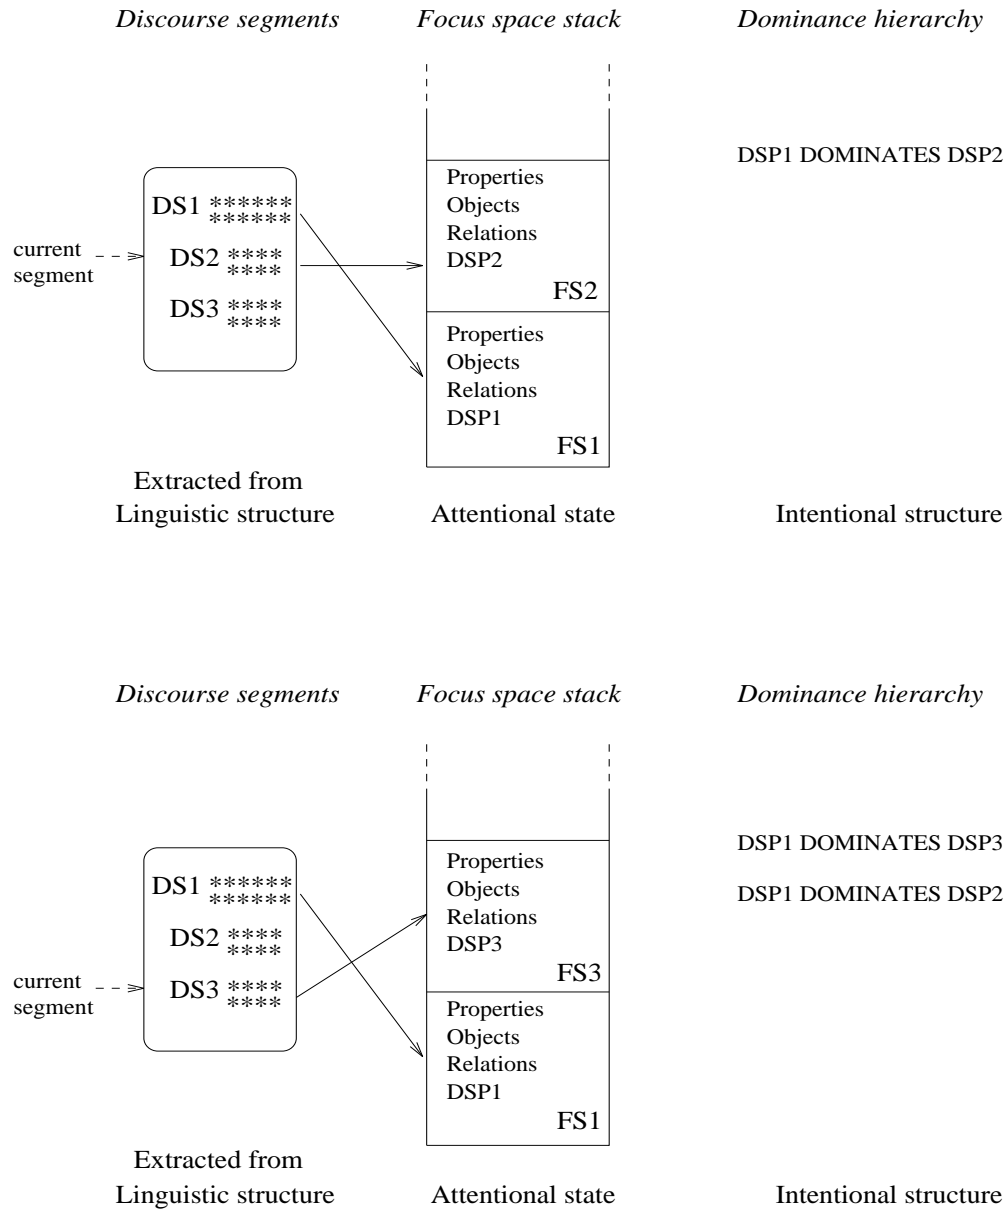 Discourse segments
Focus space stack
Dominance hierarchy
DSP1 DOMINATES DSP2
DS1 ******
******
DS2 ****
****
DS3 ****
****
current
segment
Properties
Objects
Relations
DSP2
FS2
Properties
Objects
Relations
DSP1
FS1
Extracted from
Linguistic structure
Attentional state
Intentional structure
Discourse segments
Focus space stack
Dominance hierarchy
DSP1 DOMINATES DSP3
DSP1 DOMINATES DSP2
DS1 ******
******
DS2 ****
****
DS3 ****
****
current
segment
Properties
Objects
Relations
DSP3
FS3
Properties
Objects
Relations
DSP1
FS1
Extracted from
Linguistic structure
Attentional state
Intentional structure